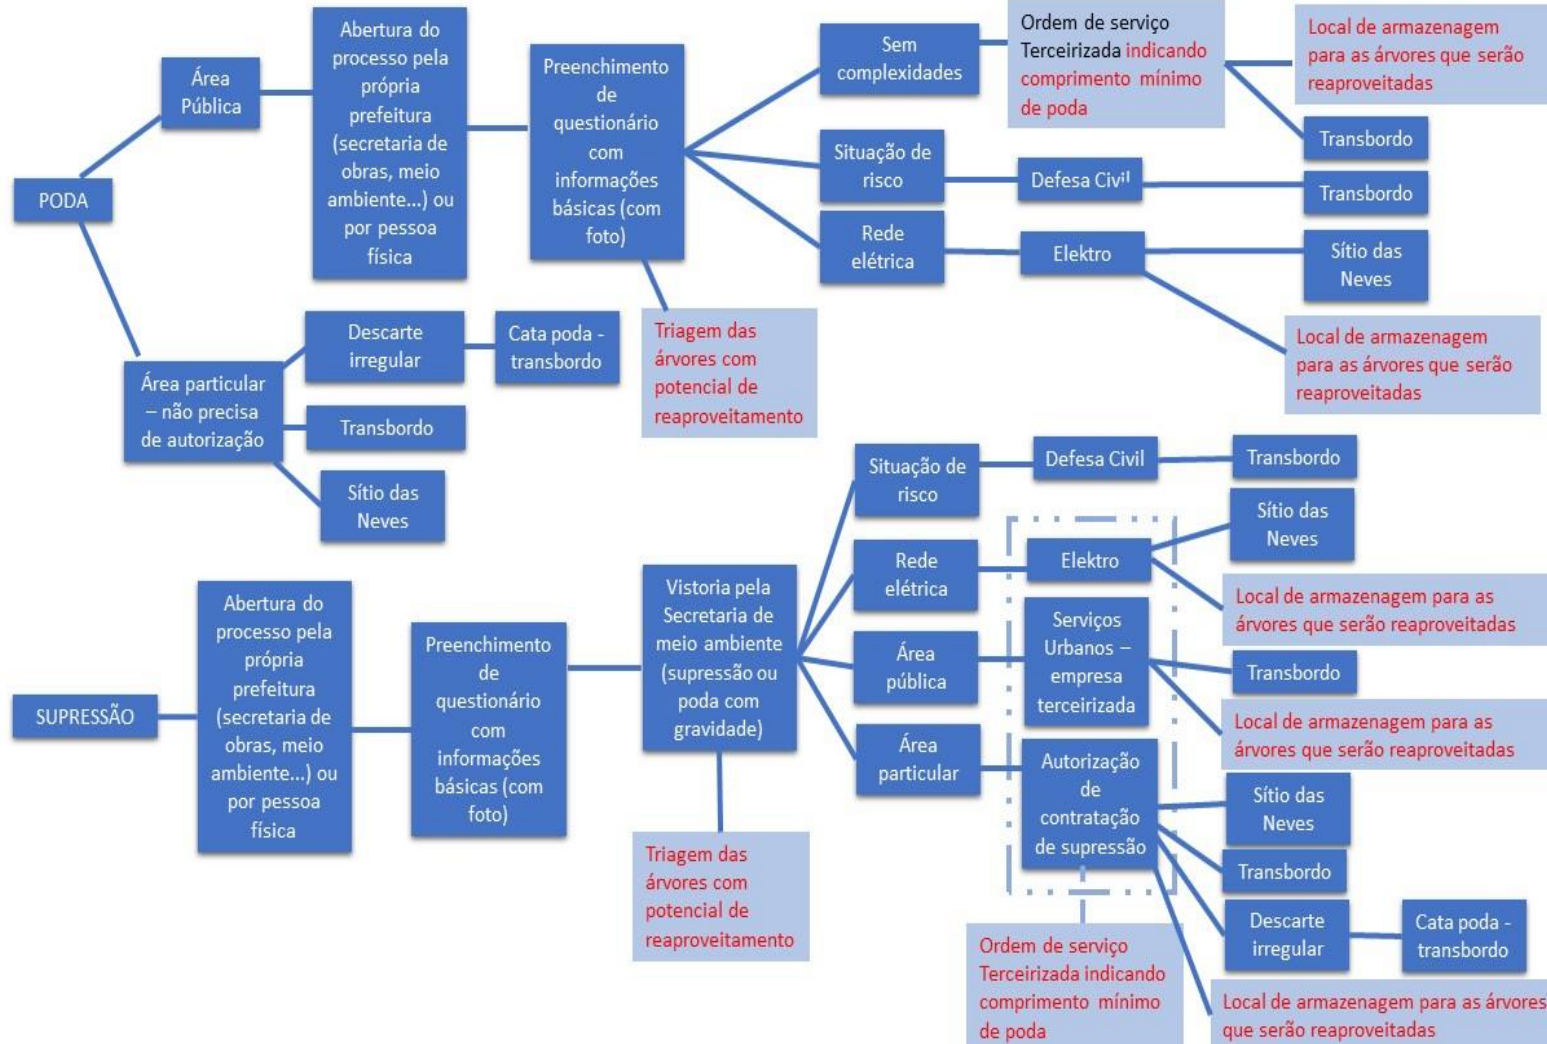 PODA
Área
Pública
Abertura do
processo pela
própria
prefeitura
(secretaria de
obras, meio
ambiente...) ou
por pessoa
física
Preenchimento
de
questionário
com
informações
básicas (com
foto)
Sem
complexidades
Ordem de serviço
Terceirizada indicando
comprimento mínimo
de poda
Local de armazenagem
para as árvores que serão
reaproveitadas
Transbordo
Situação de
risco
Defesa Civil
Transbordo
Rede
elétrica
Elektro
Sítio das
Neves
Local de armazenagem
para as árvores que serão
reaproveitadas
Triagem das
árvores com
potencial de
reaproveitamento
Área particular
– não precisa
de autorização
Descarte
irregular
Cata poda -
transbordo
Transbordo
Sítio das
Neves
SUPRESSÃO
Abertura do
processo pela
própria
prefeitura
(secretaria de
obras, meio
ambiente...) ou
por pessoa
física
Preenchimento
de
questionário
com
informações
básicas (com
foto)
Vistoria pela
Secretaria de
meio ambiente
(supressão ou
poda com
gravidade)
Triagem das
árvores com
potencial de
reaproveitamento
Situação de
risco
Defesa Civil
Transbordo
Rede
elétrica
Elektro
Sítio das
Neves
Local de armazenagem para as
árvores que serão reaproveitadas
Área
pública
Serviços
Urbanos –
empresa
terceirizada
Transbordo
Local de armazenagem para as
árvores que serão reaproveitadas
Área
particular
Autorização
de
contratação
de supressão
Sítio das
Neves
Transbordo
Descarte
irregular
Cata poda -
transbordo
Local de armazenagem para as árvores
que serão reaproveitadas
Ordem de serviço
Terceirizada indicando
comprimento mínimo
de poda